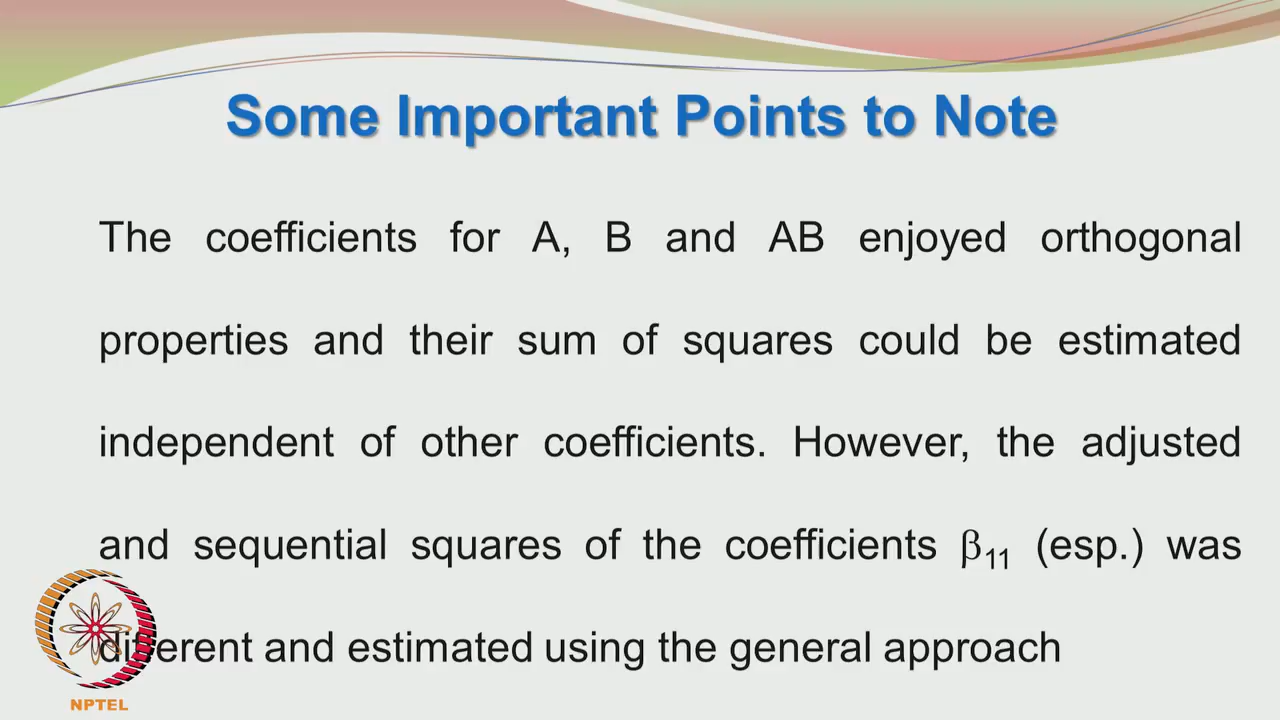 Some Important Points to Note
The coefficients for A, B and AB enjoyed orthogonal
properties and their sum of squares could be estimated
independent of other coefficients. However, the adjusted
and sequential squares of the coefficients β₁₁ (esp.) was
different and estimated using the general approach
NPTEL